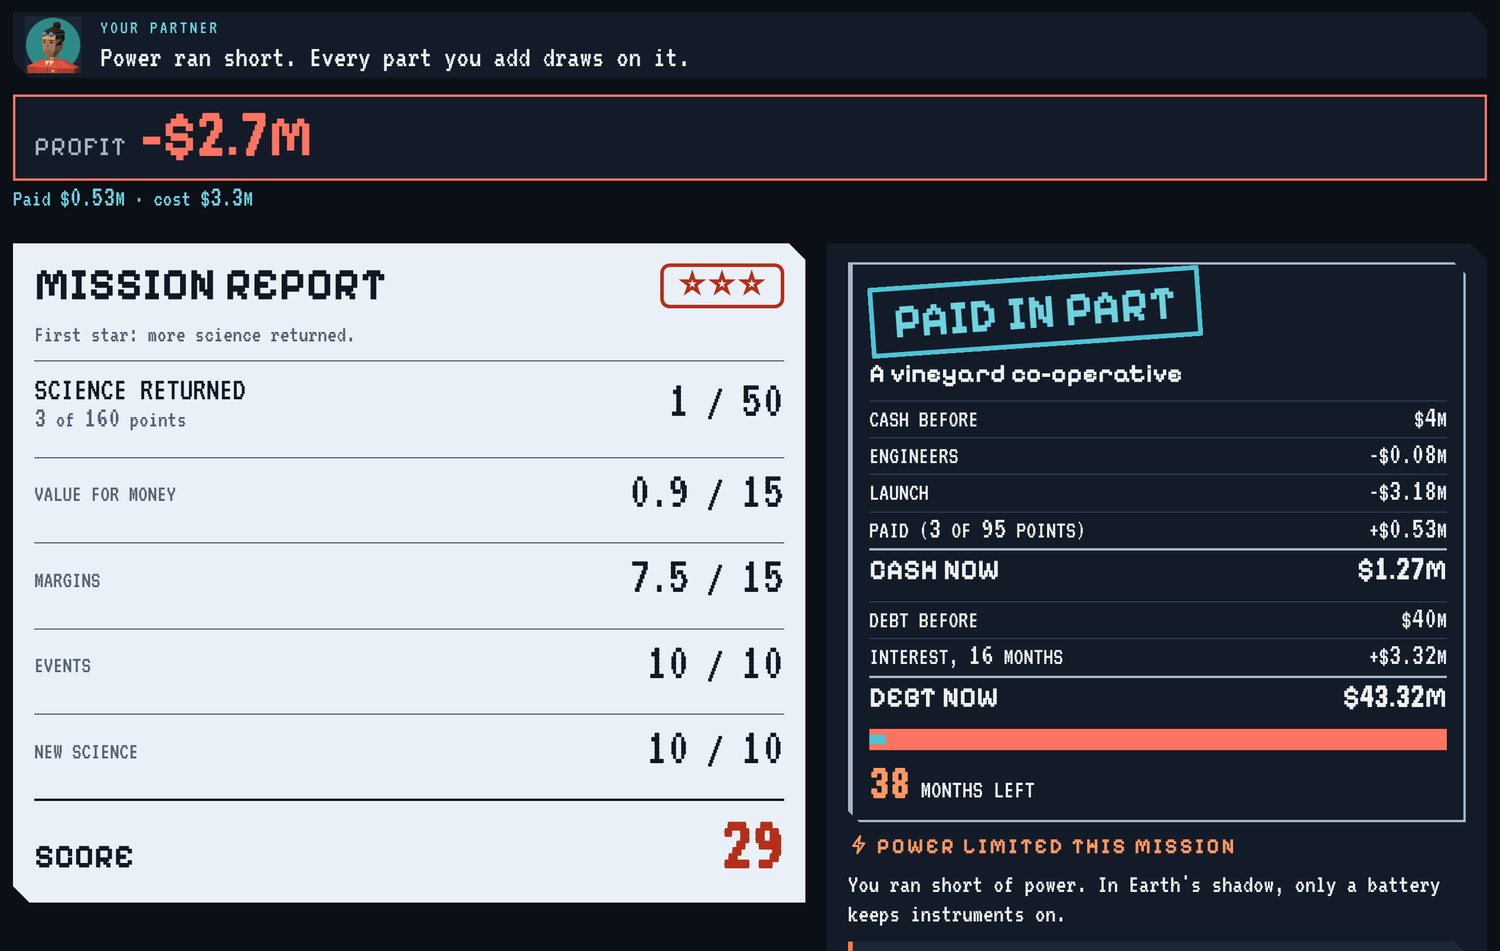 YOUR PARTNER
Power ran short. Every part you add draws on it.
PROFIT -$2.7M
Paid $0.53M · cost $3.3M
MISSION REPORT
First star: more science returned.
SCIENCE RETURNED
3 of 160 points
1 / 50
VALUE FOR MONEY 0.9 / 15
MARGINS 7.5 / 15
EVENTS 10 / 10
NEW SCIENCE 10 / 10
SCORE 29
PAID IN PART
A vineyard co-operative
CASH BEFORE $4M
ENGINEERS -$0.08M
LAUNCH -$3.18M
PAID (3 OF 95 POINTS) +$0.53M
CASH NOW $1.27M
DEBT BEFORE $40M
INTEREST, 16 MONTHS +$3.32M
DEBT NOW $43.32M
38 MONTHS LEFT
POWER LIMITED THIS MISSION
You ran short of power. In Earth's shadow, only a battery
keeps instruments on.